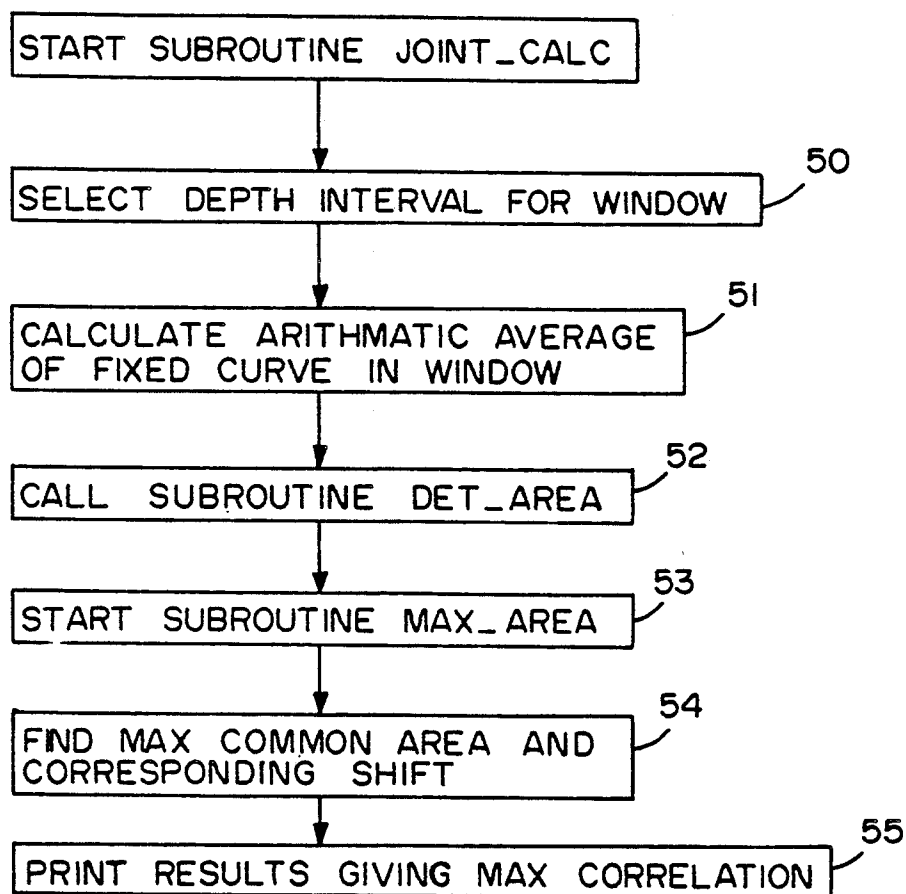 START SUBROUTINE JOINT_CALC
50
SELECT DEPTH INTERVAL FOR WINDOW
51
CALCULATE ARITHMATIC AVERAGE
OF FIXED CURVE IN WINDOW
52
CALL SUBROUTINE DET_AREA
53
START SUBROUTINE MAX_AREA
54
FIND MAX COMMON AREA AND
CORRESPONDING SHIFT
55
PRINT RESULTS GIVING MAX CORRELATION